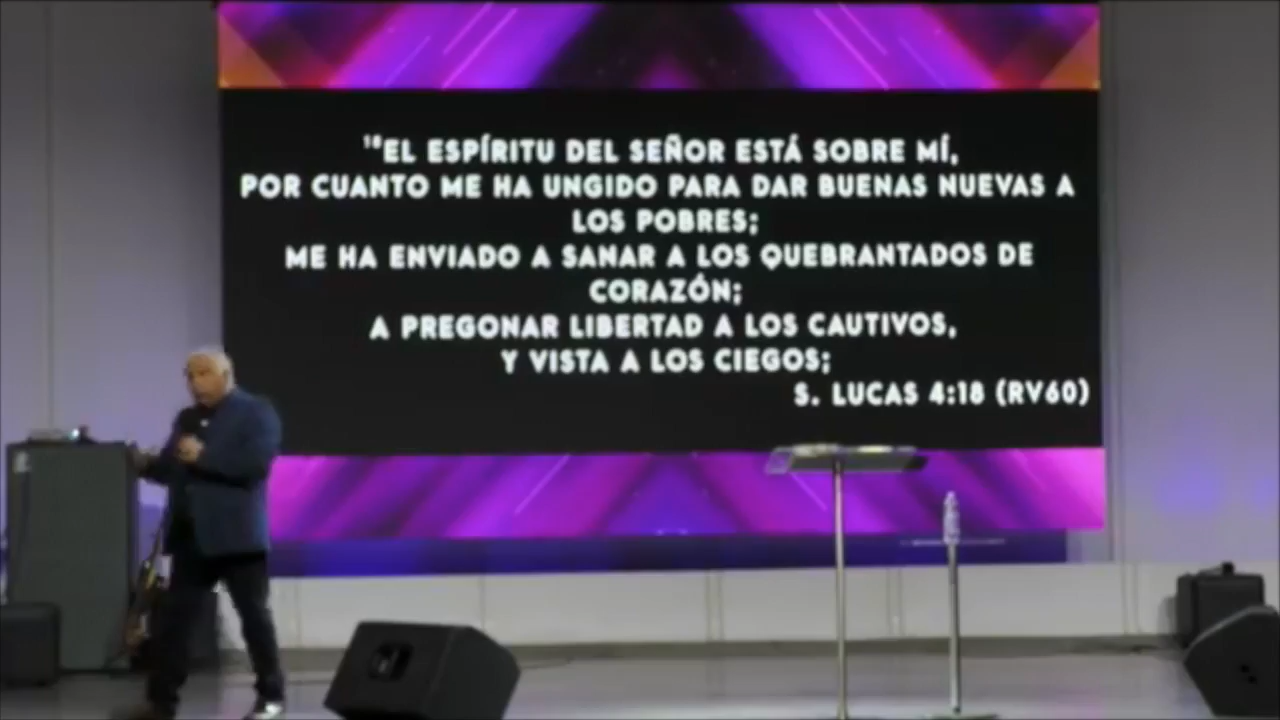 ¹⁸EL ESPÍRITU DEL SEÑOR ESTÁ SOBRE MÍ,
POR CUANTO ME HA UNGIDO PARA DAR BUENAS NUEVAS A
LOS POBRES;
ME HA ENVIADO A SANAR A LOS QUEBRANTADOS DE
CORAZÓN;
A PREGONAR LIBERTAD A LOS CAUTIVOS,
Y VISTA A LOS CIEGOS;
S. LUCAS 4:18 (RV60)